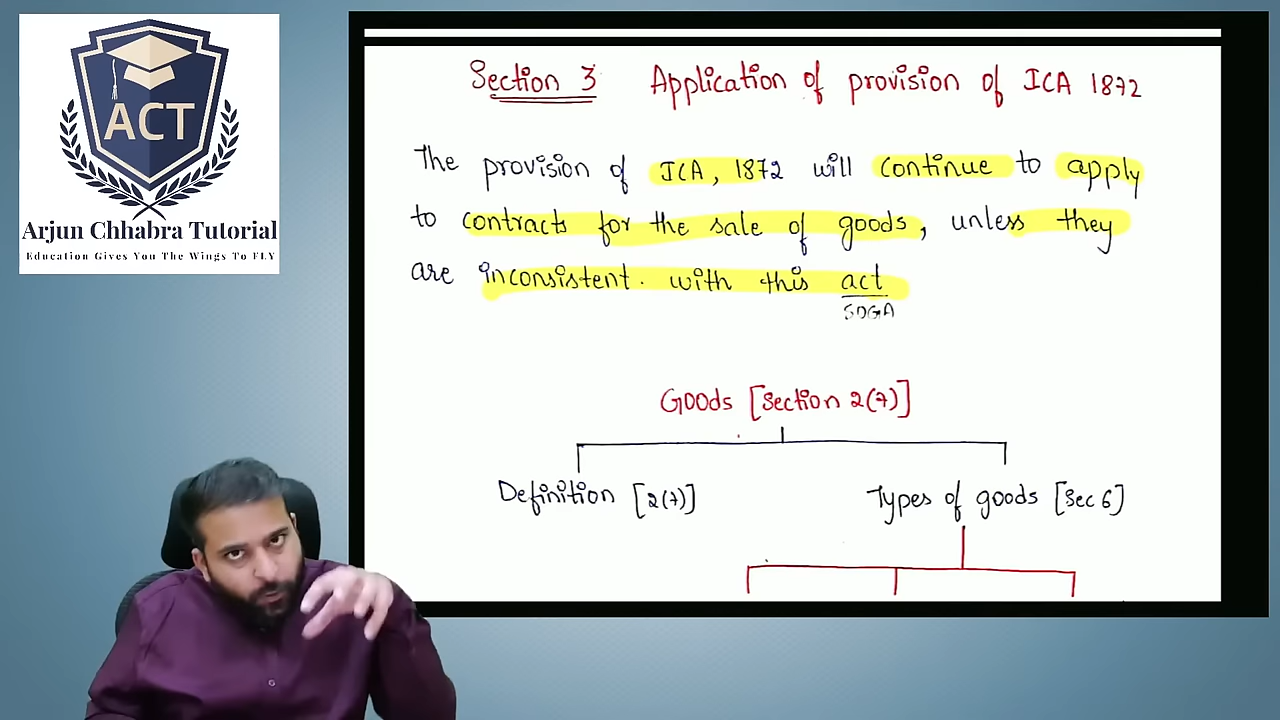 ACT
Arjun Chhabra Tutorial
Education Gives You The Wings To FLY
Section 3 Application of provision of ICA 1872
The provision of ICA, 1872 will continue to apply
to contracts for the sale of goods, unless they
are inconsistent. with this act
SOGA
Goods [Section 2(7)]
Definition [2(7)]
Types of goods [Sec 6]